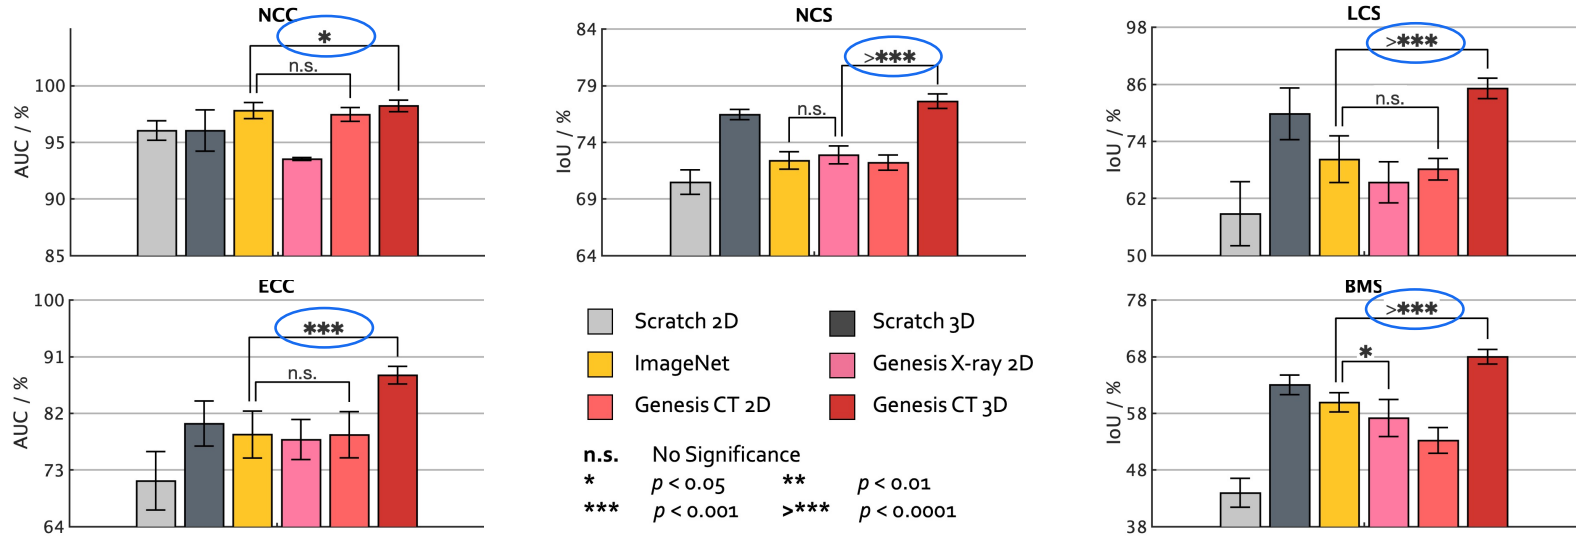 NCC
*
n.s.
100
95
90
85
AUC / %
NCS
>***
n.s.
84
79
74
69
64
IoU / %
LCS
>***
n.s.
98
86
74
62
50
IoU / %
ECC
***
n.s.
100
91
82
73
64
AUC / %
Scratch 2D
Scratch 3D
ImageNet
Genesis X-ray 2D
Genesis CT 2D
Genesis CT 3D
n.s. No Significance
* p < 0.05 ** p < 0.01
*** p < 0.001 >*** p < 0.0001
BMS
>***
*
78
68
58
48
38
IoU / %